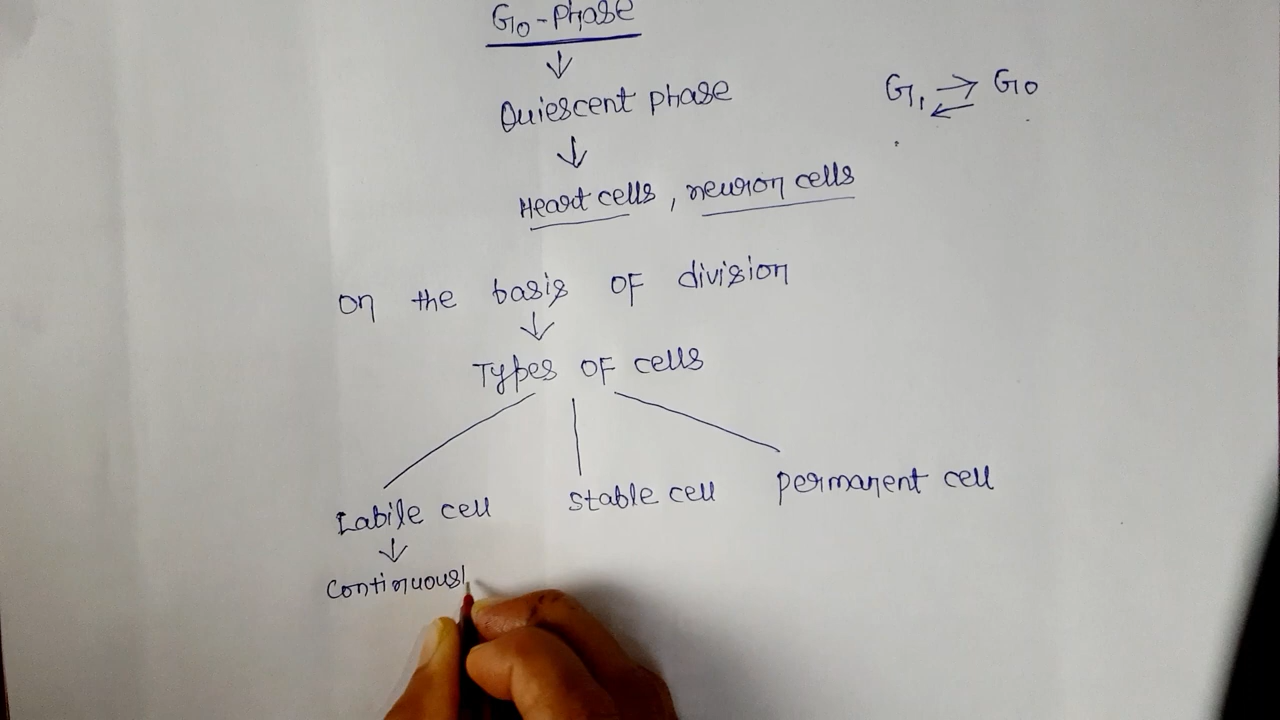 G0-Phase
Quiescent phase
G1 ⇌ G0
Heart cells, neuron cells
on the basis OF division
Types OF cells
Labile cell
stable cell
permanent cell
continuousl